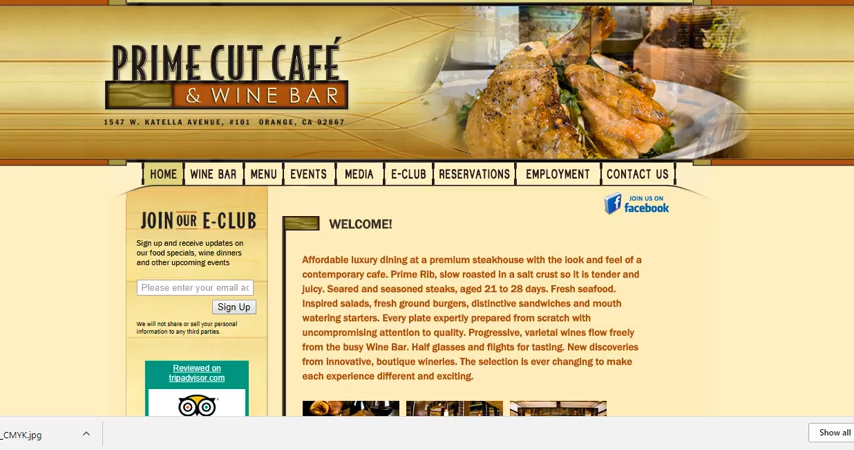 PRIME CUT CAFÉ
& WINE BAR
1547 W. KATELLA AVENUE, #101 ORANGE, CA 92867
HOME WINE BAR MENU EVENTS MEDIA E-CLUB RESERVATIONS EMPLOYMENT CONTACT US
JOIN US ON
facebook
JOIN OUR E-CLUB
Sign up and receive updates on
our food specials, wine dinners
and other upcoming events
Please enter your email ac
Sign Up
We will not share or sell your personal
information to any third parties.
Reviewed on
tripadvisor.com
WELCOME!
Affordable luxury dining at a premium steakhouse with the look and feel of a
contemporary cafe. Prime Rib, slow roasted in a salt crust so it is tender and
juicy. Seared and seasoned steaks, aged 21 to 28 days. Fresh seafood.
Inspired salads, fresh ground burgers, distinctive sandwiches and mouth
watering starters. Every plate expertly prepared from scratch with
uncompromising attention to quality. Progressive, varietal wines flow freely
from the busy Wine Bar. Half glasses and flights for tasting. New discoveries
from innovative, boutique wineries. The selection is ever changing to make
each experience different and exciting.
_CMYK.jpg
Show all